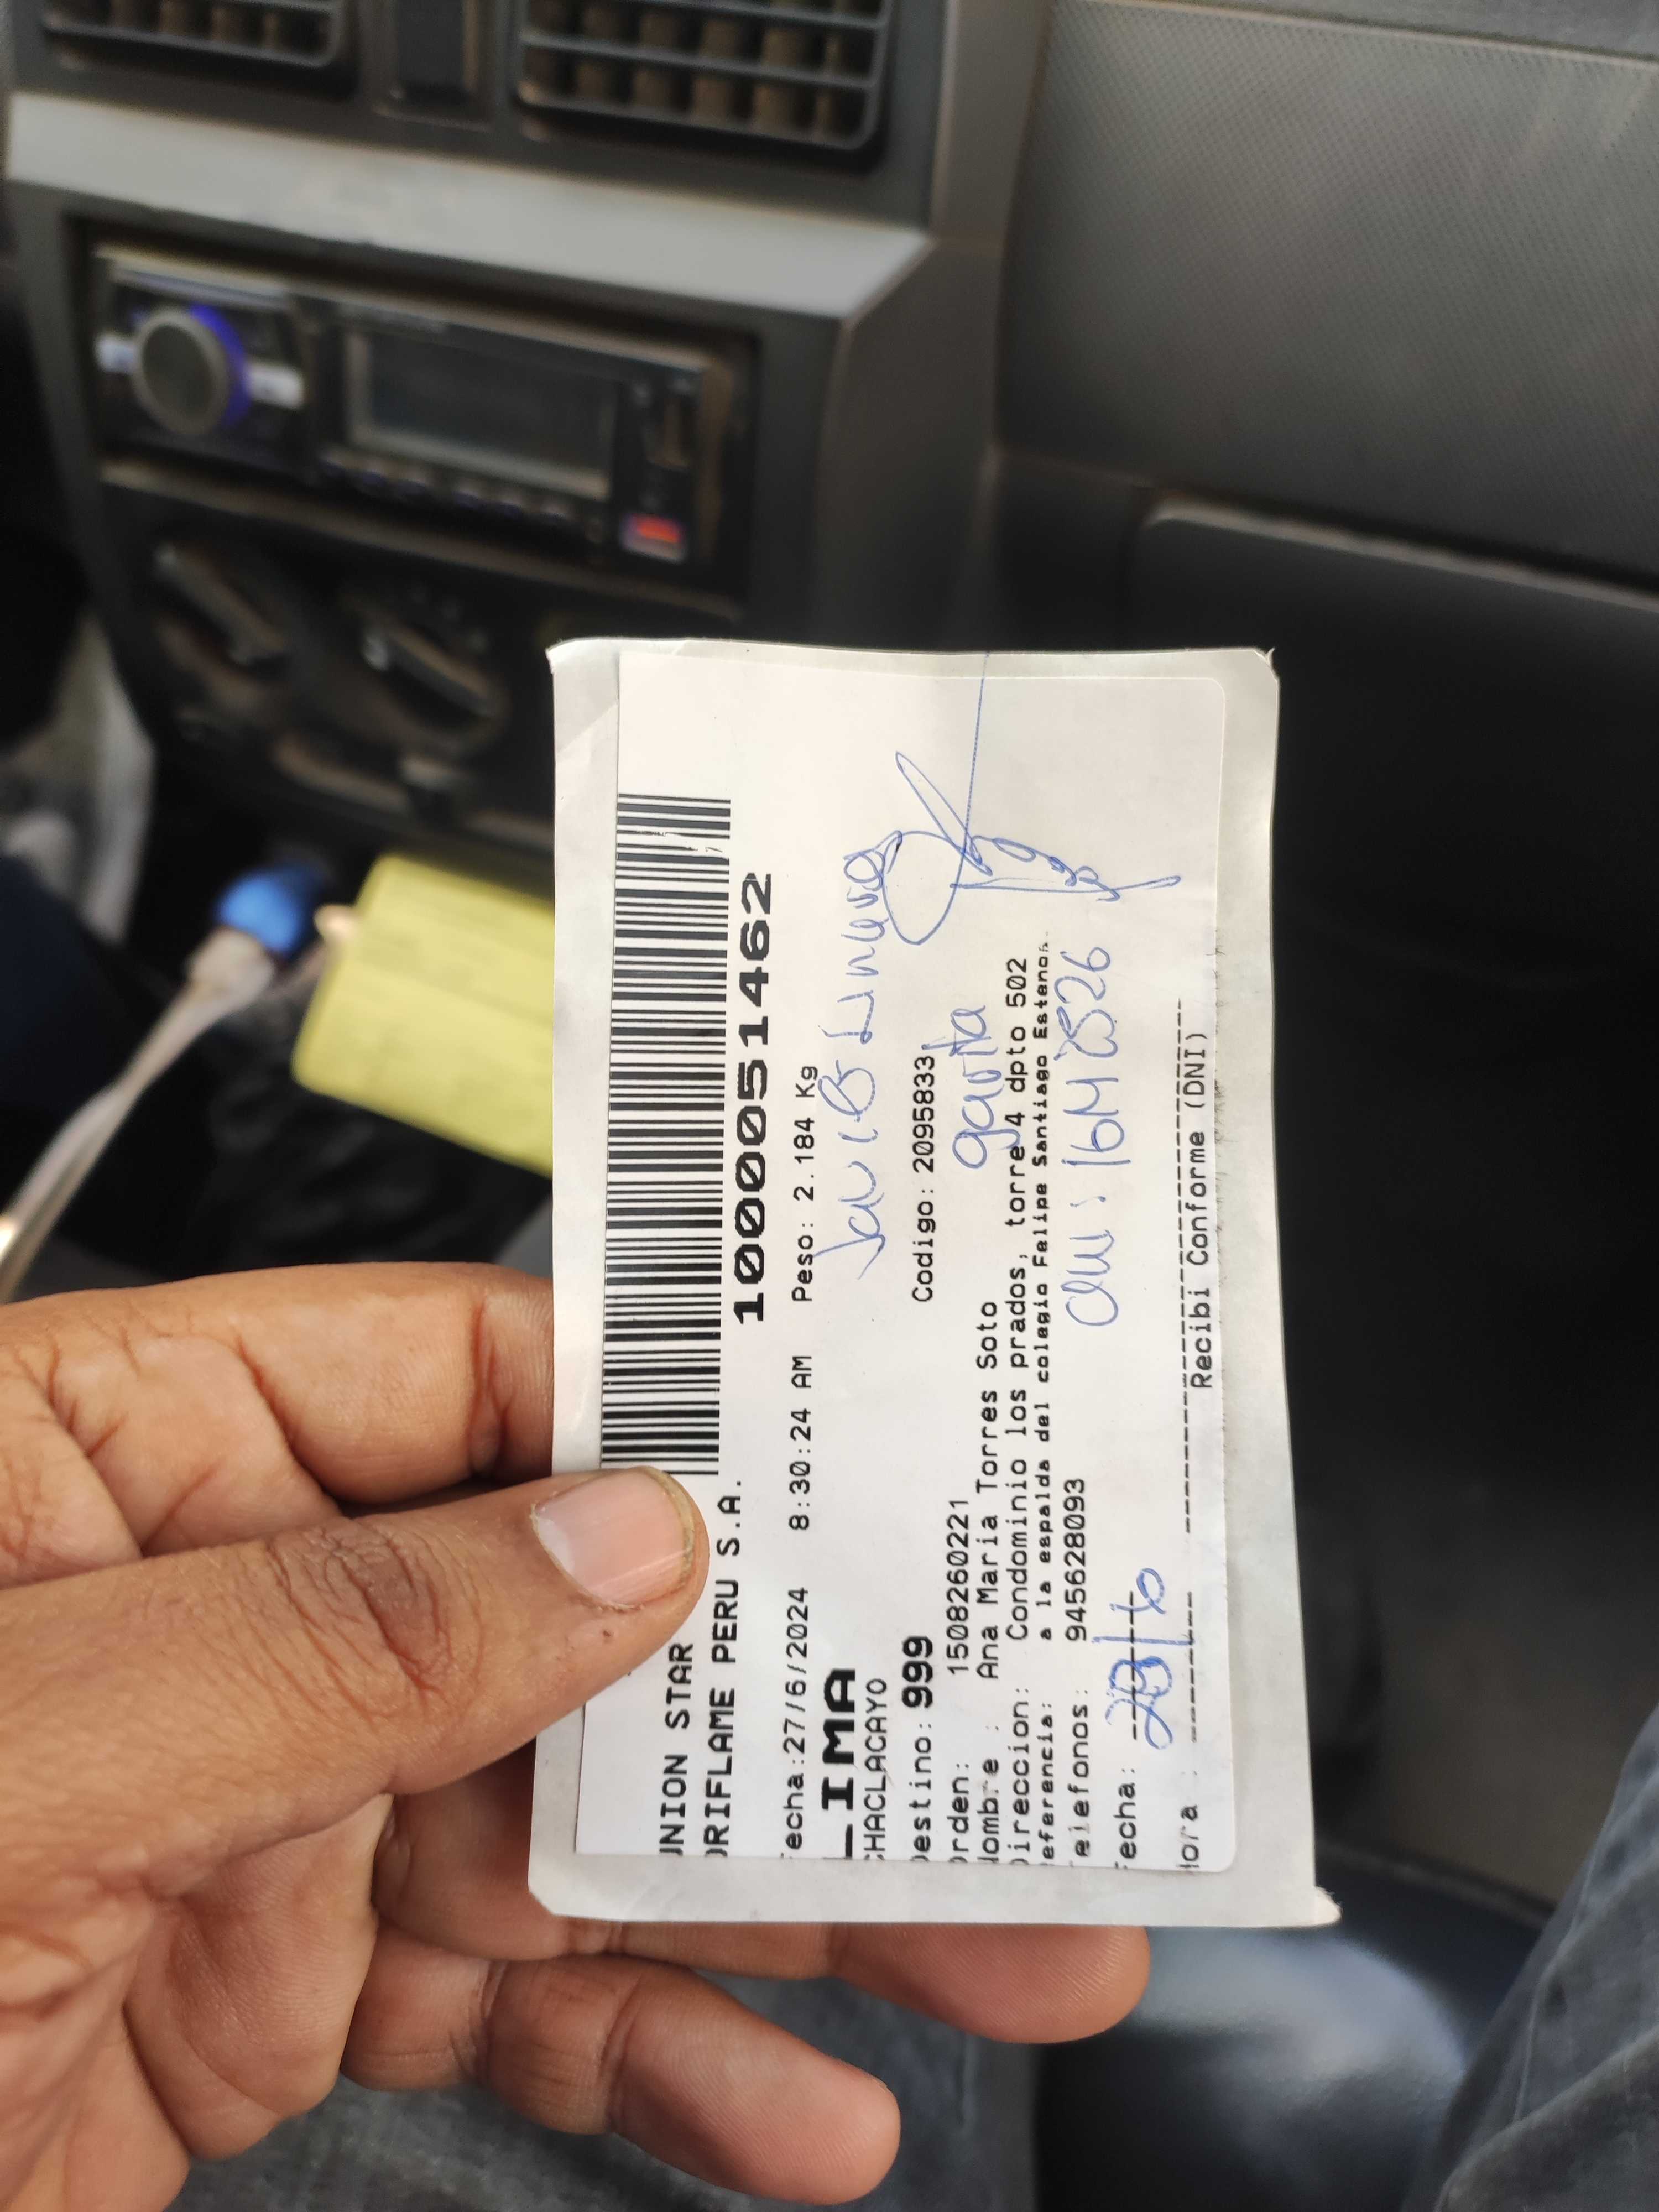 UNION STAR
ORIFLAME PERU S.A.
10000051462
Fecha:27/6/2024 8:30:24 AM Peso: 2.184 Kg
LIMA
CHACLACAYO
Destino: 999 Codigo: 2095833
Orden: 1508260221
garita
Nombre : Ana Maria Torres Soto
Direccion: Condominio los prados, torre 4 dpto 502
Referencia: a la espalda del colagio Felipe Santiago Esteno.
Telefonos: 945628093
Fecha:
Hora :
Recibi Conforme (DNI)